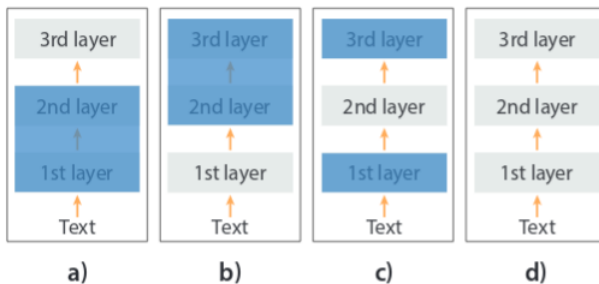 3rd layer
2nd layer
1st layer
Text
a)
3rd layer
2nd layer
1st layer
Text
b)
3rd layer
2nd layer
1st layer
Text
c)
3rd layer
2nd layer
1st layer
Text
d)